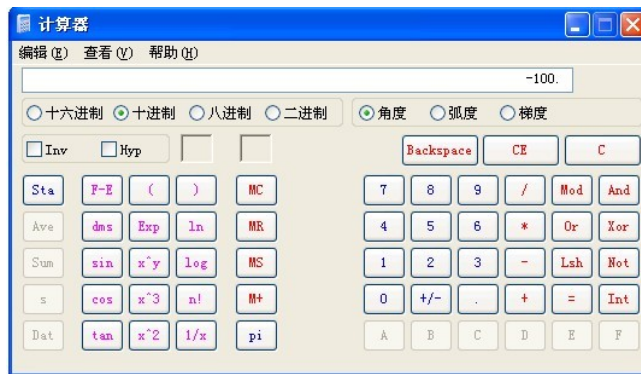 计算器
编辑(E) 查看(V) 帮助(H)
-100.
十六进制 十进制 八进制 二进制 角度 弧度 梯度
Inv Hyp Backspace CE C
Sta F-E ( ) MC 7 8 9 / Mod And
Ave dms Exp ln MR 4 5 6 * Or Xor
Sum sin x^y log MS 1 2 3 - Lsh Not
s cos x^3 n! M+ 0 +/- . + = Int
Dat tan x^2 1/x pi A B C D E F